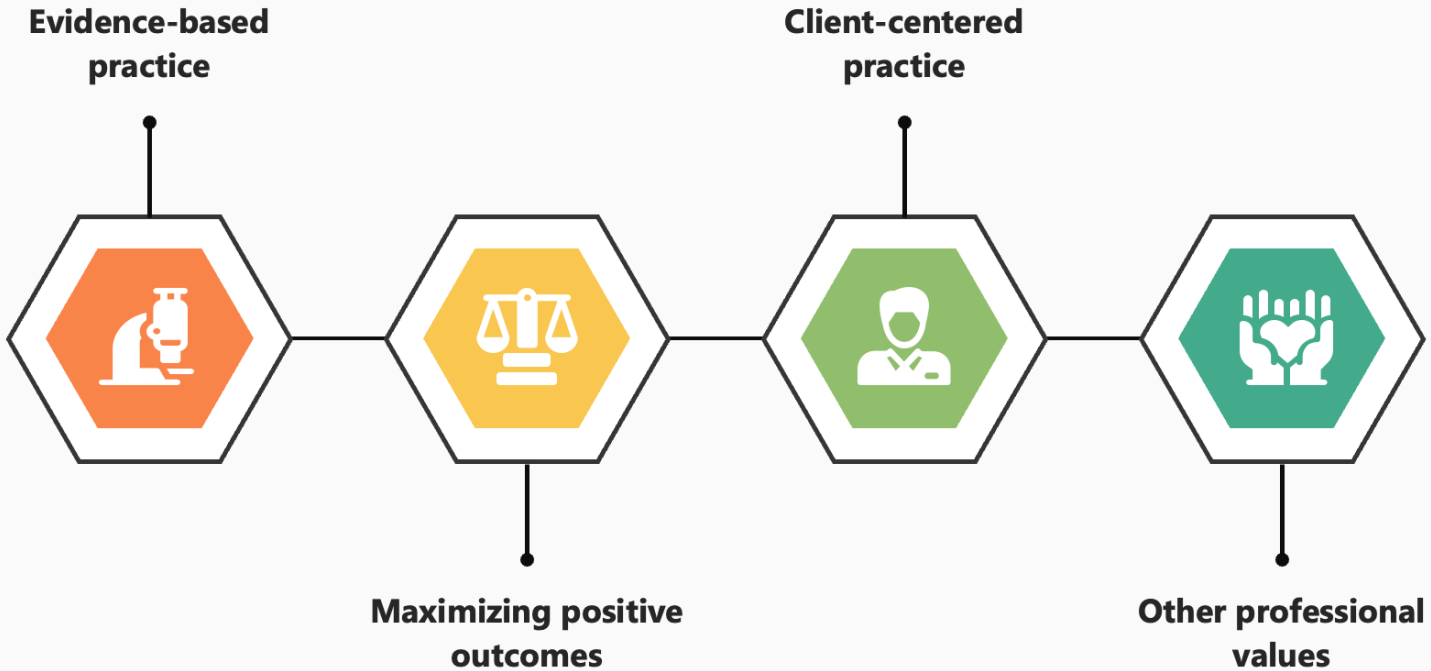 Evidence-based
practice
Client-centered
practice
Maximizing positive
outcomes
Other professional
values